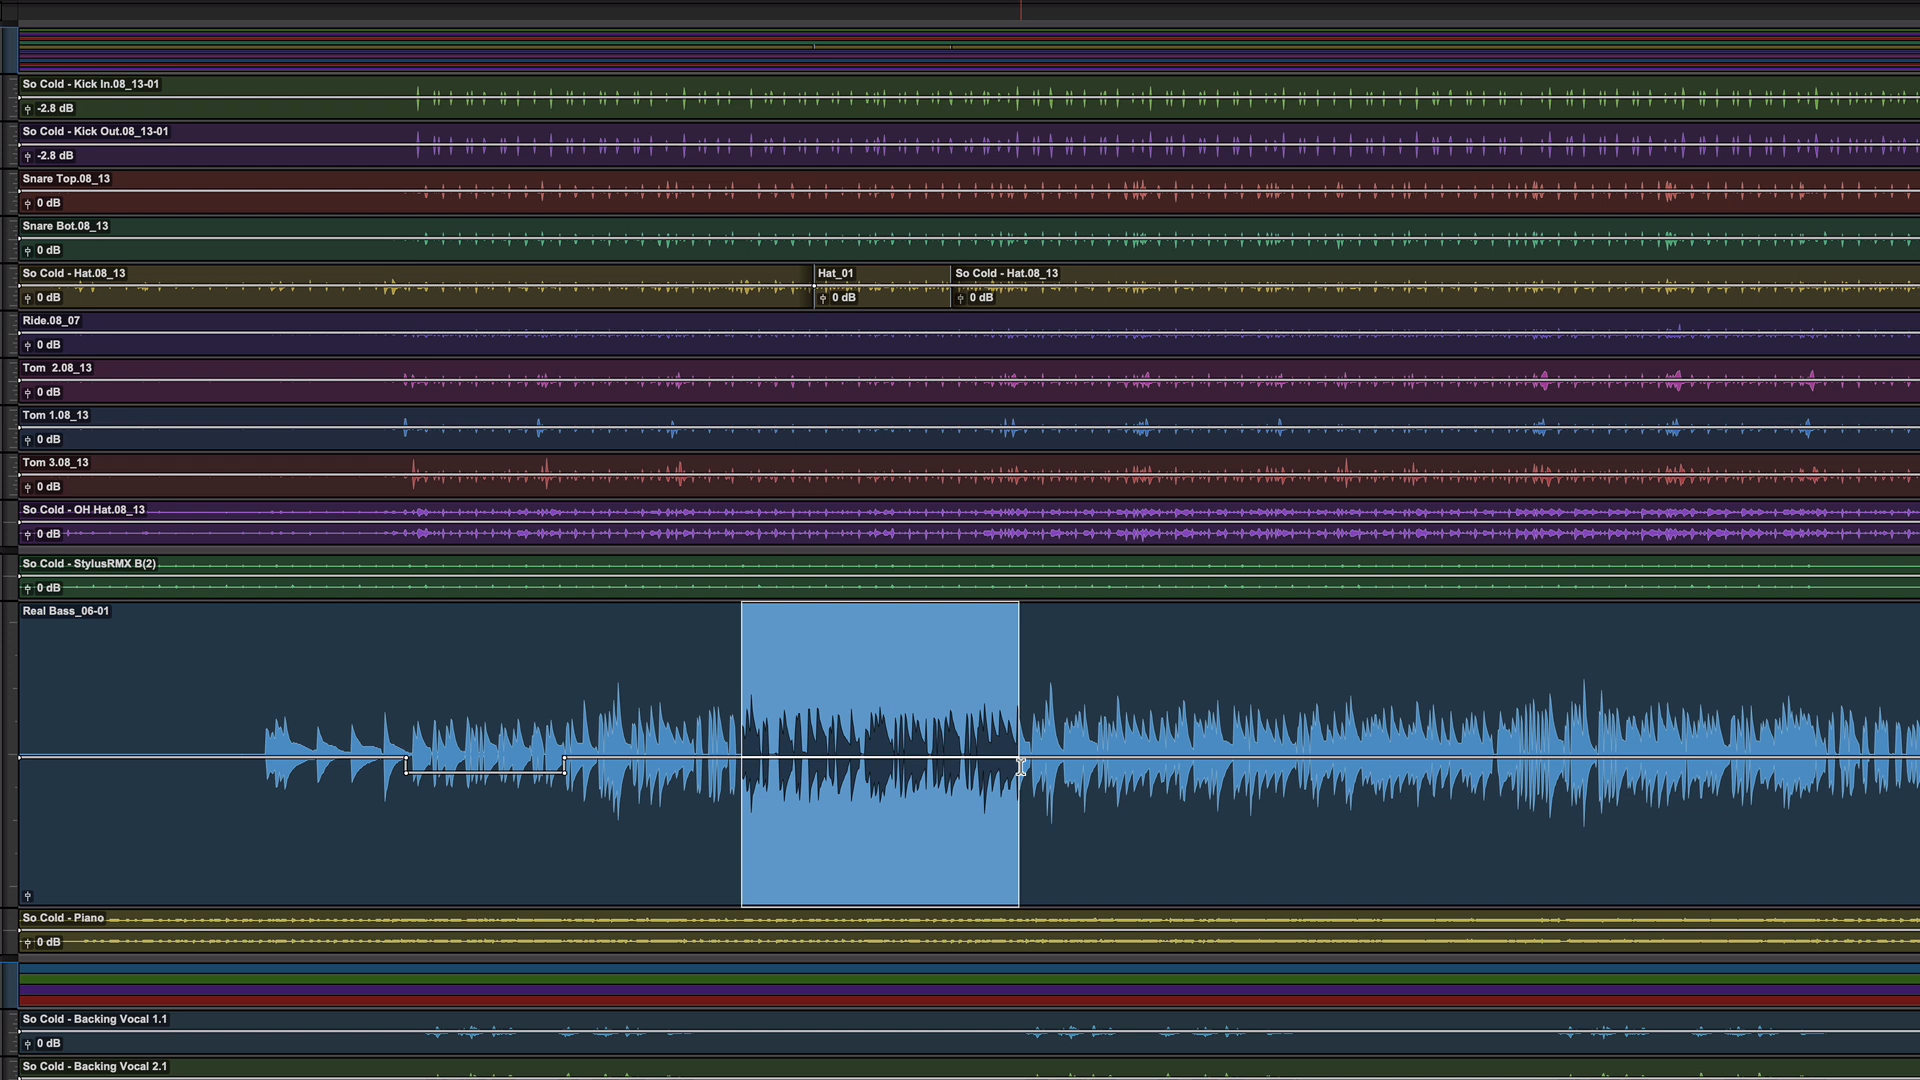 So Cold - Kick In.08_13-01
-2.8 dB
So Cold - Kick Out.08_13-01
-2.8 dB
Snare Top.08_13
0 dB
Snare Bot.08_13
0 dB
So Cold - Hat.08_13
Hat_01
So Cold - Hat.08_13
0 dB
0 dB
0 dB
Ride.08_07
0 dB
Tom  2.08_13
0 dB
Tom 1.08_13
0 dB
Tom 3.08_13
0 dB
So Cold - OH Hat.08_13
0 dB
So Cold - StylusRMX B(2)
0 dB
Real Bass_06-01
So Cold - Piano
0 dB
So Cold - Backing Vocal 1.1
0 dB
So Cold - Backing Vocal 2.1